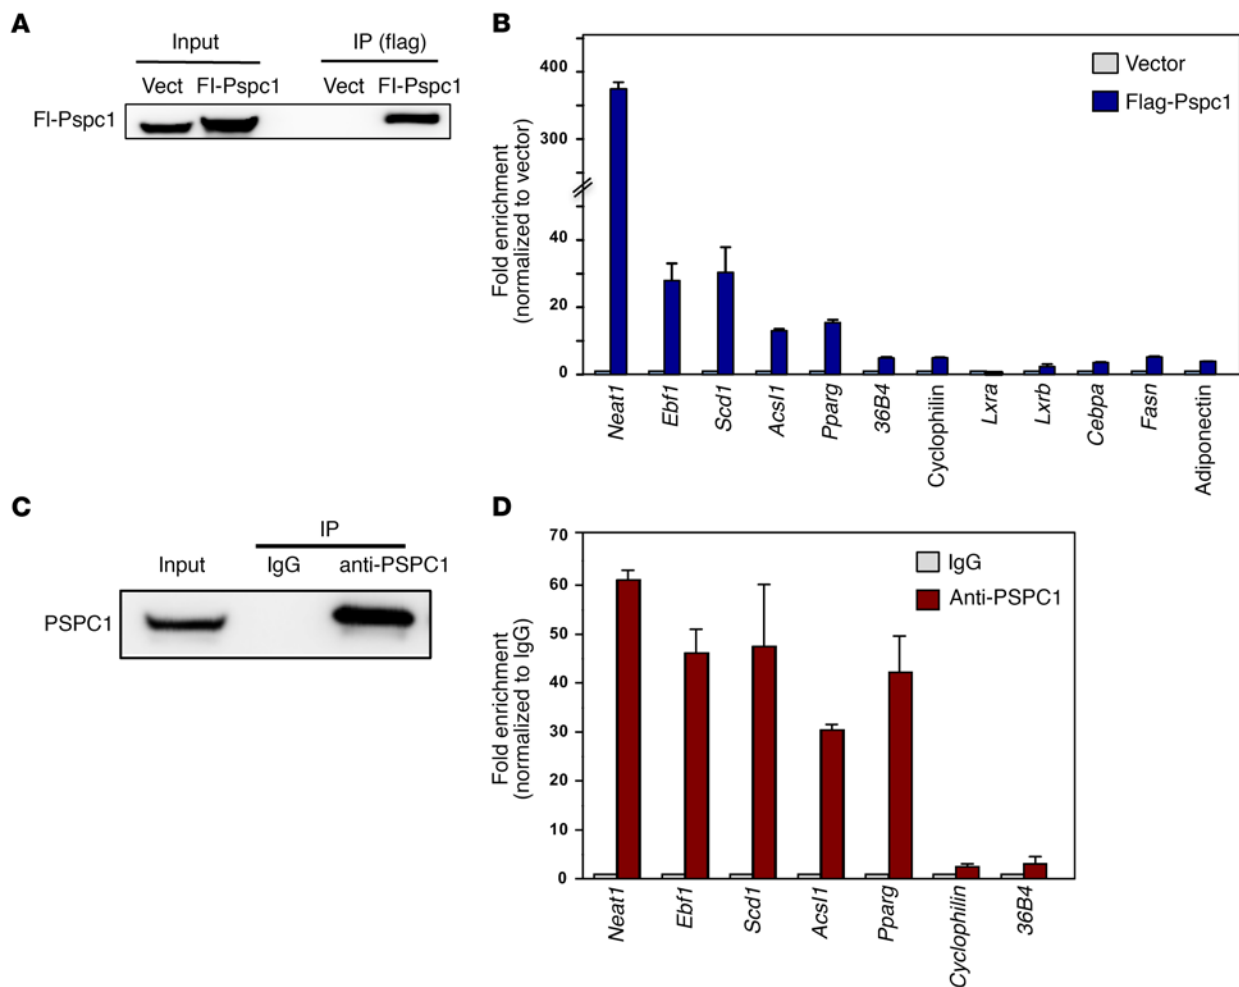 A
Input
IP (flag)
Vect
Fl-Pspc1
Vect
Fl-Pspc1
Fl-Pspc1
B
Vector
Flag-Pspc1
Fold enrichment
(normalized to vector)
400
300
40
20
0
Neat1
Ebf1
Scd1
Acsl1
Pparg
36B4
Cyclophilin
Lxra
Lxrb
Cebpa
Fasn
Adiponectin
C
IP
Input
IgG
anti-PSPC1
PSPC1
D
IgG
Anti-PSPC1
Fold enrichment
(normalized to IgG)
70
60
50
40
30
20
10
0
Neat1
Ebf1
Scd1
Acsl1
Pparg
Cyclophilin
36B4